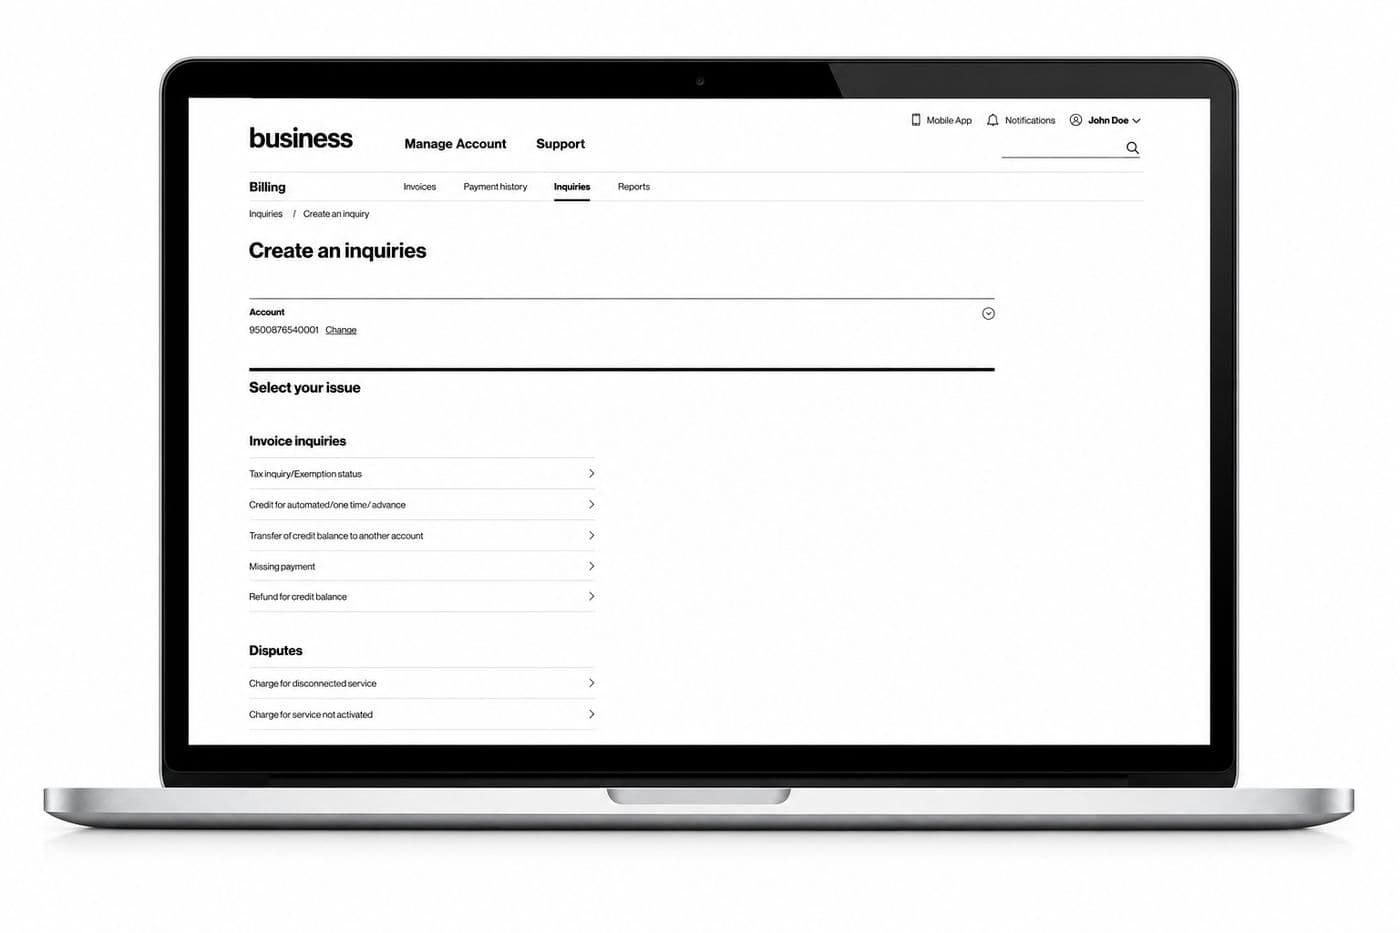 Mobile App Notifications John Doe
business Manage Account Support
Billing Invoices Payment history Inquiries Reports
Inquiries / Create an inquiry
Create an inquiries
Account
9500876540001 Change
Select your issue
Invoice inquiries
Tax inquiry/Exemption status
Credit for automated/one time/ advance
Transfer of credit balance to another account
Missing payment
Refund for credit balance
Disputes
Charge for disconnected service
Charge for service not activated